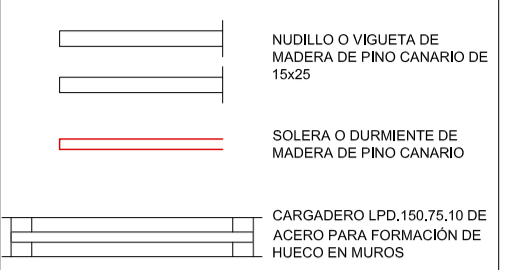 NUDILLO O VIGUETA DE
MADERA DE PINO CANARIO DE
15x25
SOLERA O DURMIENTE DE
MADERA DE PINO CANARIO
CARGADERO LPD.150.75.10 DE
ACERO PARA FORMACIÓN DE
HUECO EN MUROS